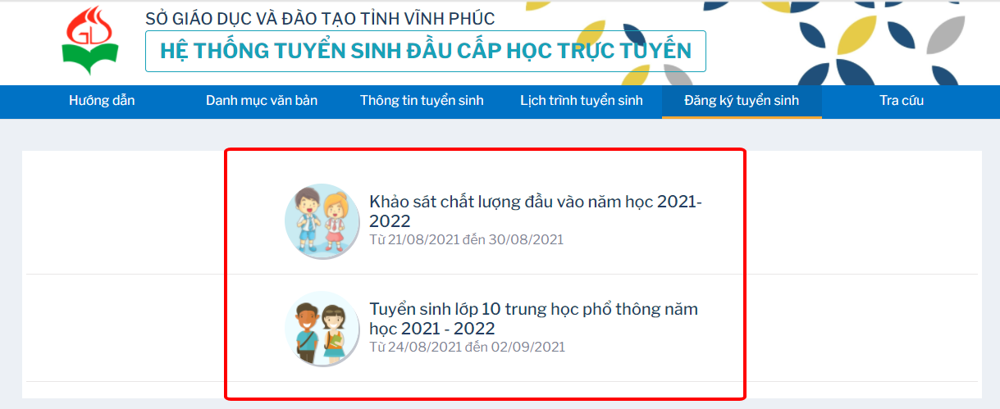 SỞ GIÁO DỤC VÀ ĐÀO TẠO TỈNH VĨNH PHÚC
HỆ THỐNG TUYỂN SINH ĐẦU CẤP HỌC TRỰC TUYẾN
GD
Hướng dẫn Danh mục văn bản Thông tin tuyển sinh Lịch trình tuyển sinh Đăng ký tuyển sinh Tra cứu
Khảo sát chất lượng đầu vào năm học 2021-
2022
Từ 21/08/2021 đến 30/08/2021
Tuyển sinh lớp 10 trung học phổ thông năm
học 2021 - 2022
Từ 24/08/2021 đến 02/09/2021